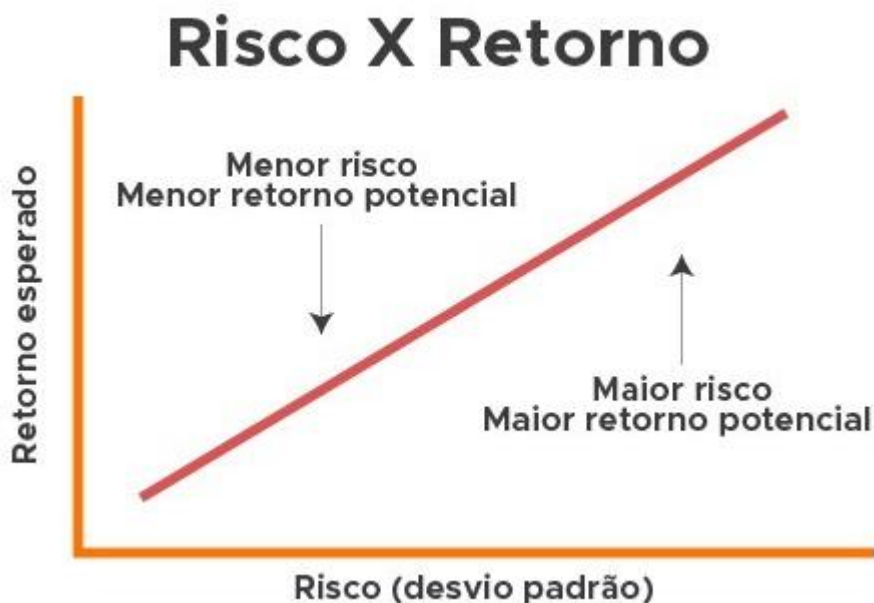 Risco X Retorno
Menor risco
Menor retorno potencial
Retorno esperado
Maior risco
Maior retorno potencial
Risco (desvio padrão)